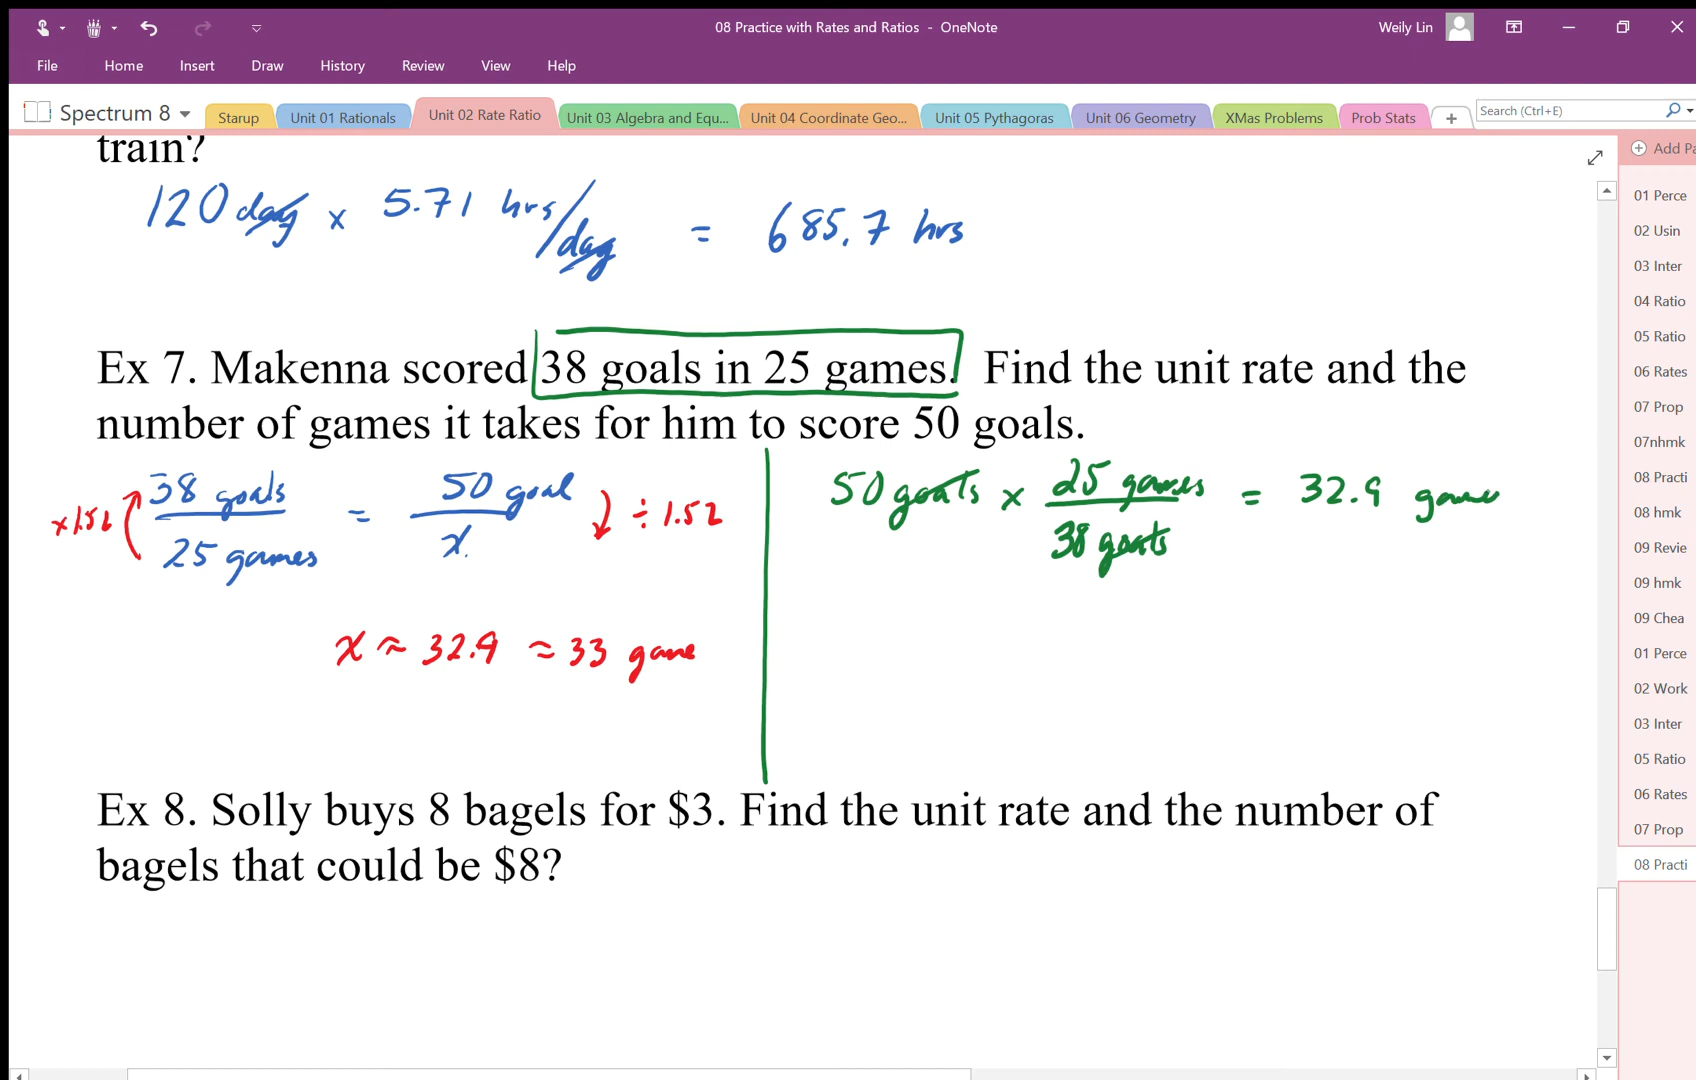 08 Practice with Rates and Ratios - OneNote
Weily Lin
File Home Insert Draw History Review View Help
Spectrum 8
Starup Unit 01 Rationals Unit 02 Rate Ratio Unit 03 Algebra and Equ... Unit 04 Coordinate Geo... Unit 05 Pythagoras Unit 06 Geometry XMas Problems Prob Stats +
Search (Ctrl+E)
train?
120 day x 5.71 hrs/day = 685.7 hrs
Ex 7. Makenna scored 38 goals in 25 games. Find the unit rate and the
number of games it takes for him to score 50 goals.
x1.52 38 goals / 25 games = 50 goal / x ÷ 1.52
x ≈ 32.9 ≈ 33 game
50 goals x 25 games / 38 goals = 32.9 game
Ex 8. Solly buys 8 bagels for $3. Find the unit rate and the number of
bagels that could be $8?
Add Pa
01 Perce
02 Usin
03 Inter
04 Ratio
05 Ratio
06 Rates
07 Prop
07nhmk
08 Practi
08 hmk
09 Revie
09 hmk
09 Chea
01 Perce
02 Work
03 Inter
05 Ratio
06 Rates
07 Prop
08 Practi